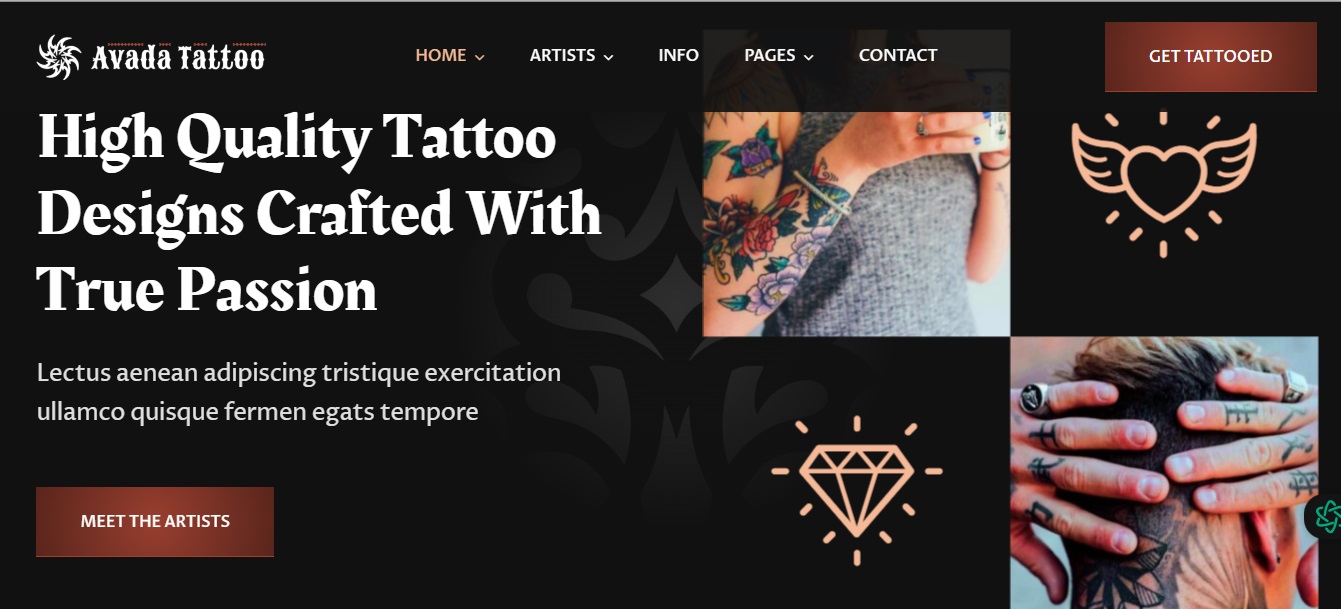 Avada Tattoo
HOME
ARTISTS
INFO
PAGES
CONTACT
GET TATTOOED
High Quality Tattoo
Designs Crafted With
True Passion
Lectus aenean adipiscing tristique exercitation
ullamco quisque fermen egats tempore
MEET THE ARTISTS